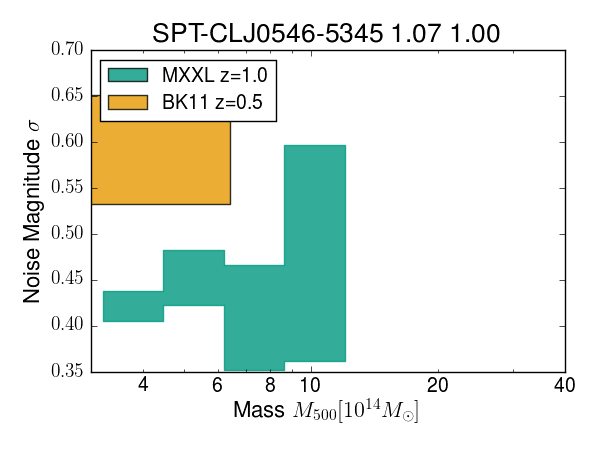 SPT-CLJ0546-5345 1.07 1.00
MXXL z=1.0
BK11 z=0.5
0.70
0.65
0.60
0.55
0.50
0.45
0.40
0.35
Noise Magnitude σ
4 6 8 10 20 40
Mass M₅₀₀[10¹⁴M⊙]